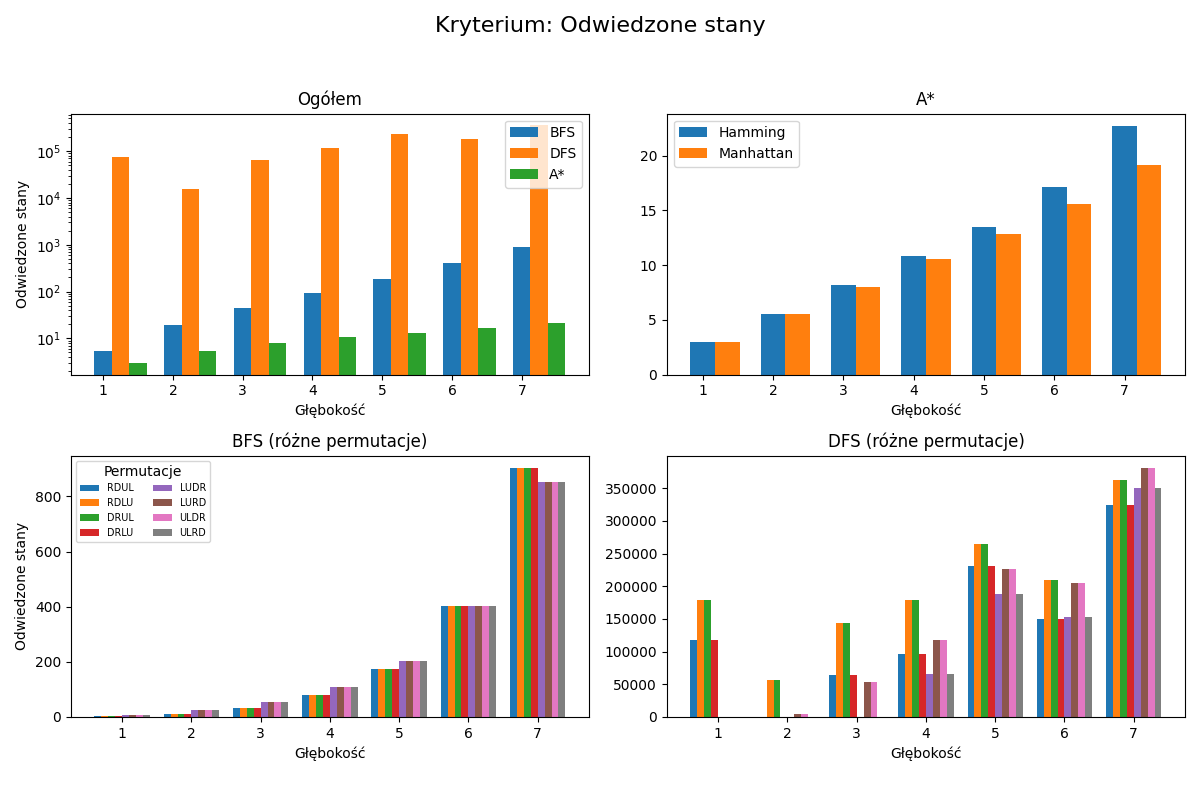 Kryterium: Odwiedzone stany
Ogółem
Odwiedzone stany
10^5
10^4
10^3
10^2
10^1
BFS
DFS
A*
1 2 3 4 5 6 7
Głębokość
A*
20
15
10
5
0
Hamming
Manhattan
1 2 3 4 5 6 7
Głębokość
BFS (różne permutacje)
Odwiedzone stany
800
600
400
200
0
Permutacje
RDUL LUDR
RDLU LURD
DRUL ULDR
DRLU ULRD
1 2 3 4 5 6 7
Głębokość
DFS (różne permutacje)
350000
300000
250000
200000
150000
100000
50000
0
1 2 3 4 5 6 7
Głębokość